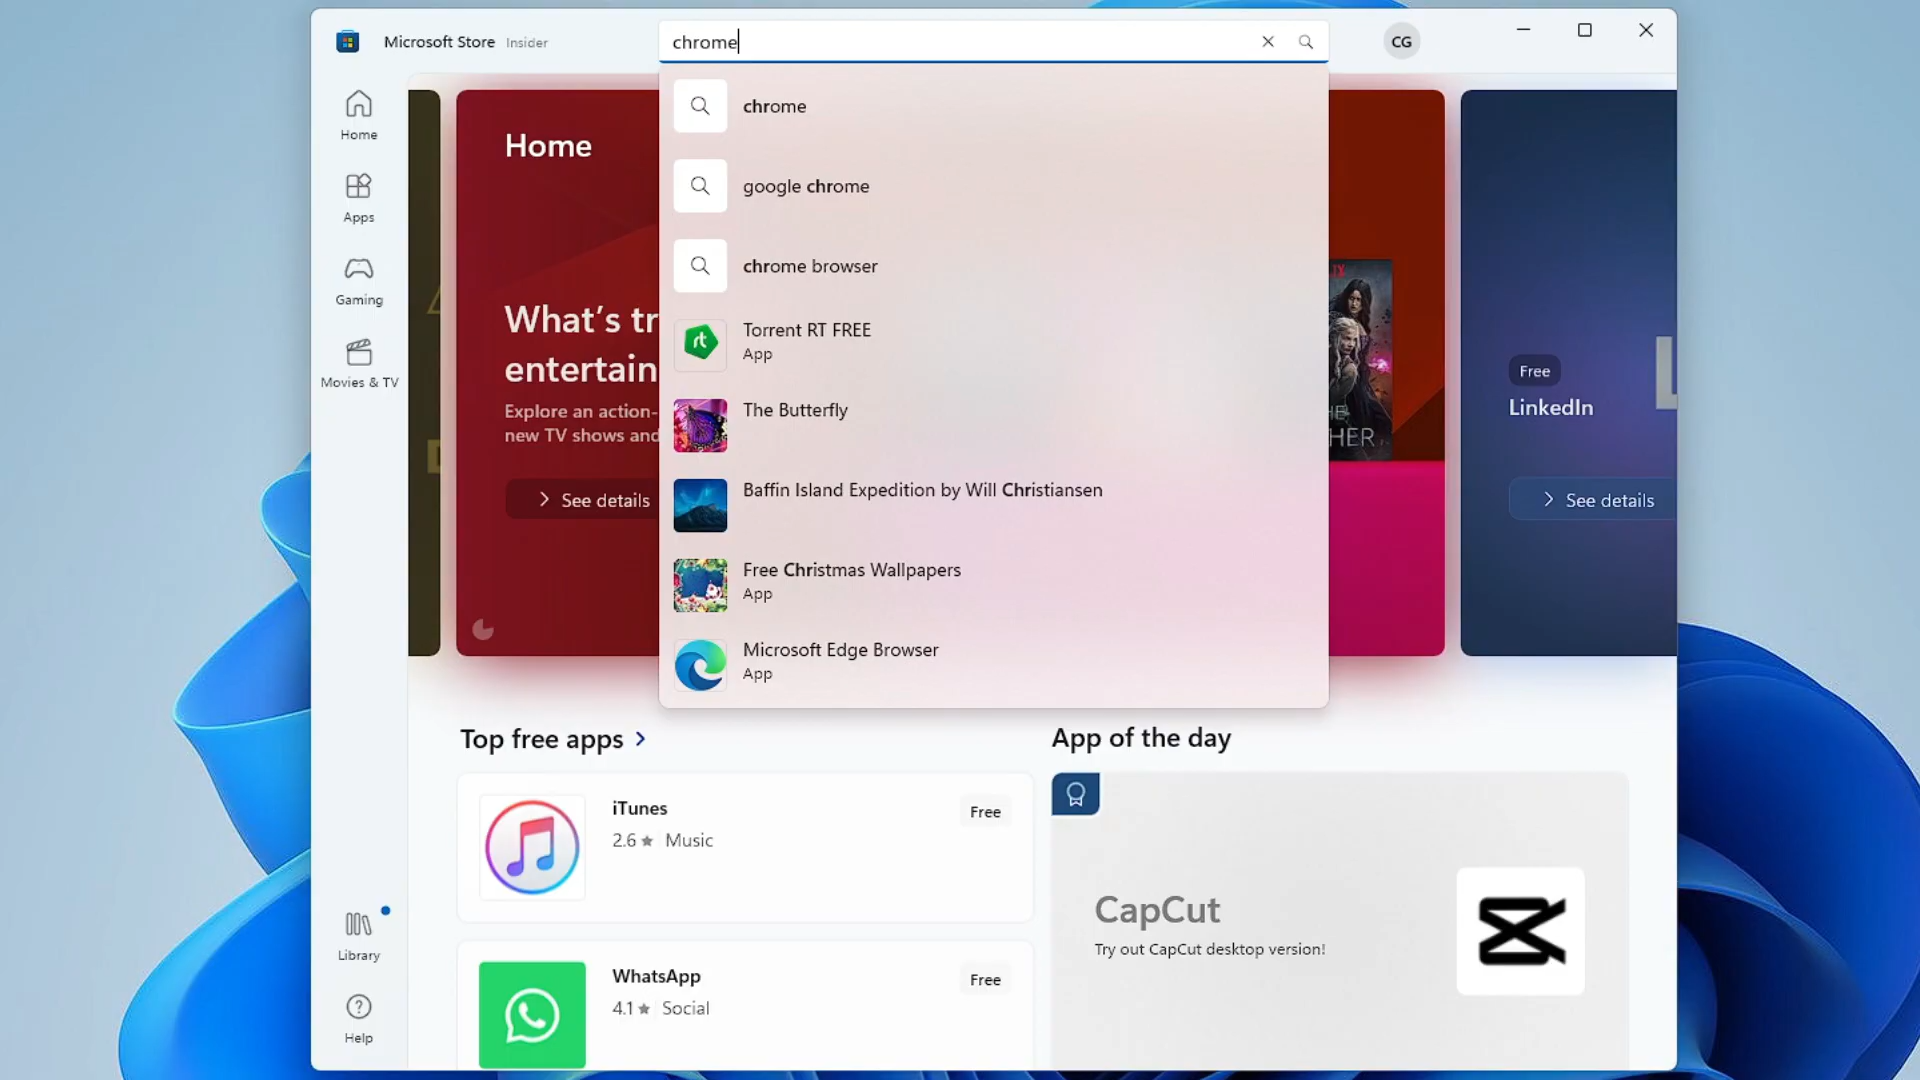 Microsoft Store Insider
chrome
CG
Home
Apps
Gaming
Movies & TV
Library
Help
Home
What's tr
entertain
Explore an action-
new TV shows and
See details
chrome
google chrome
chrome browser
Torrent RT FREE
App
The Butterfly
Baffin Island Expedition by Will Christiansen
Free Christmas Wallpapers
App
Microsoft Edge Browser
App
HER
Free
LinkedIn
See details
Top free apps
iTunes
2.6 ★ Music
Free
WhatsApp
4.1 ★ Social
Free
App of the day
CapCut
Try out CapCut desktop version!